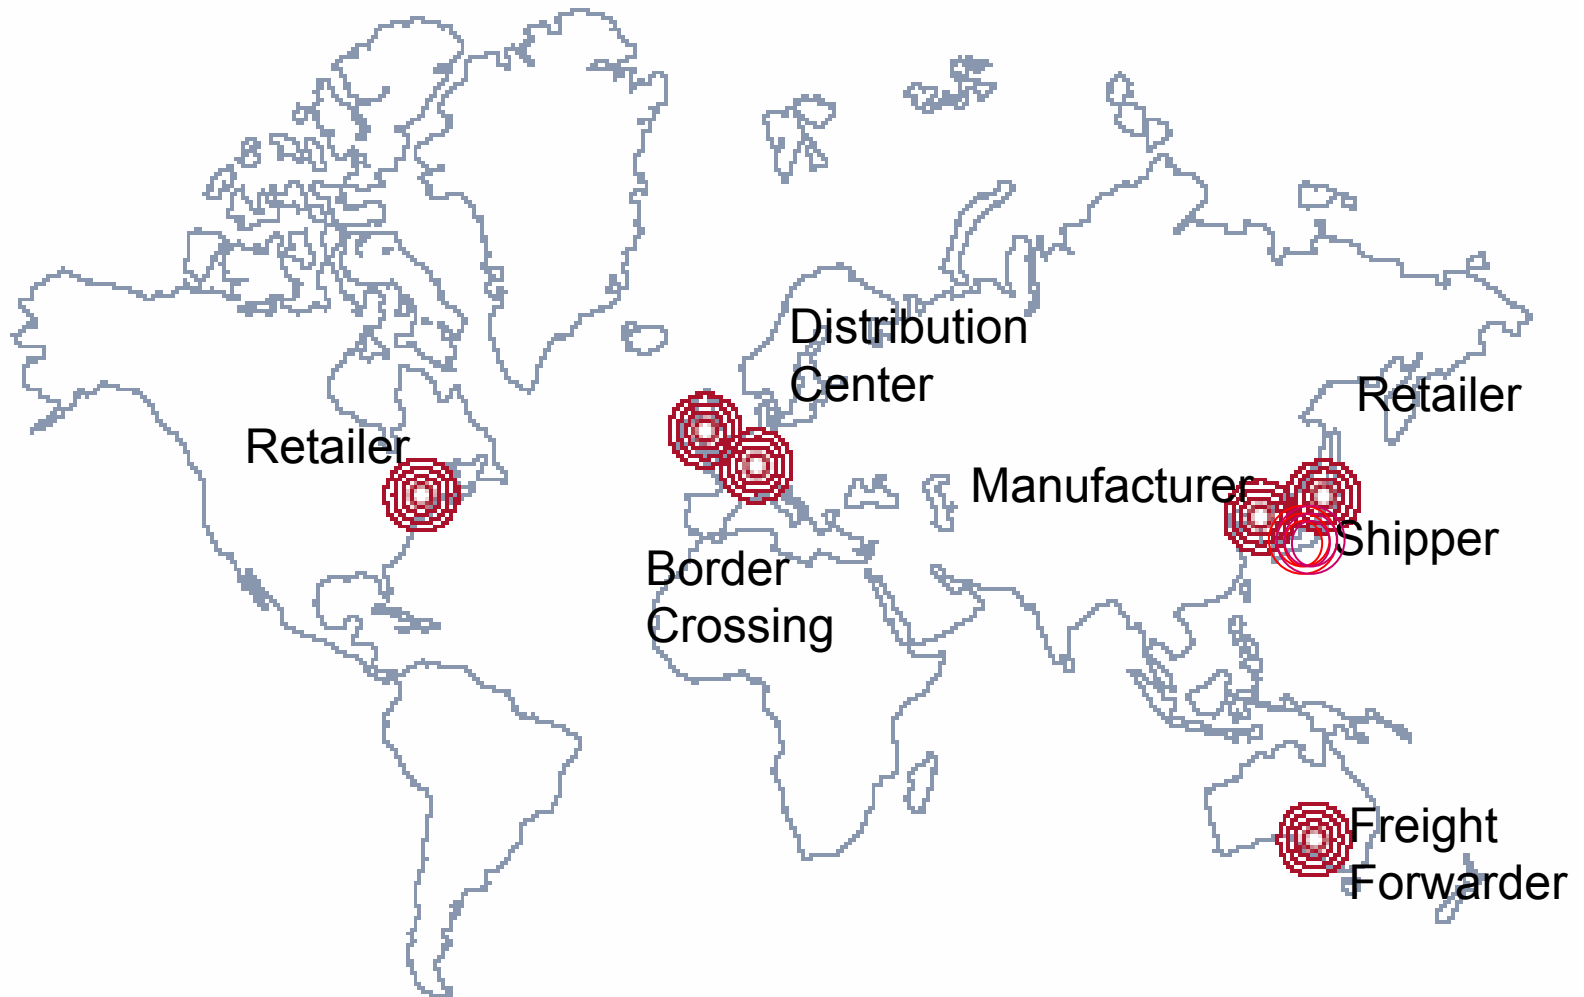 Distribution
Center
Retailer
Retailer
Manufacturer
Shipper
Border
Crossing
Freight
Forwarder